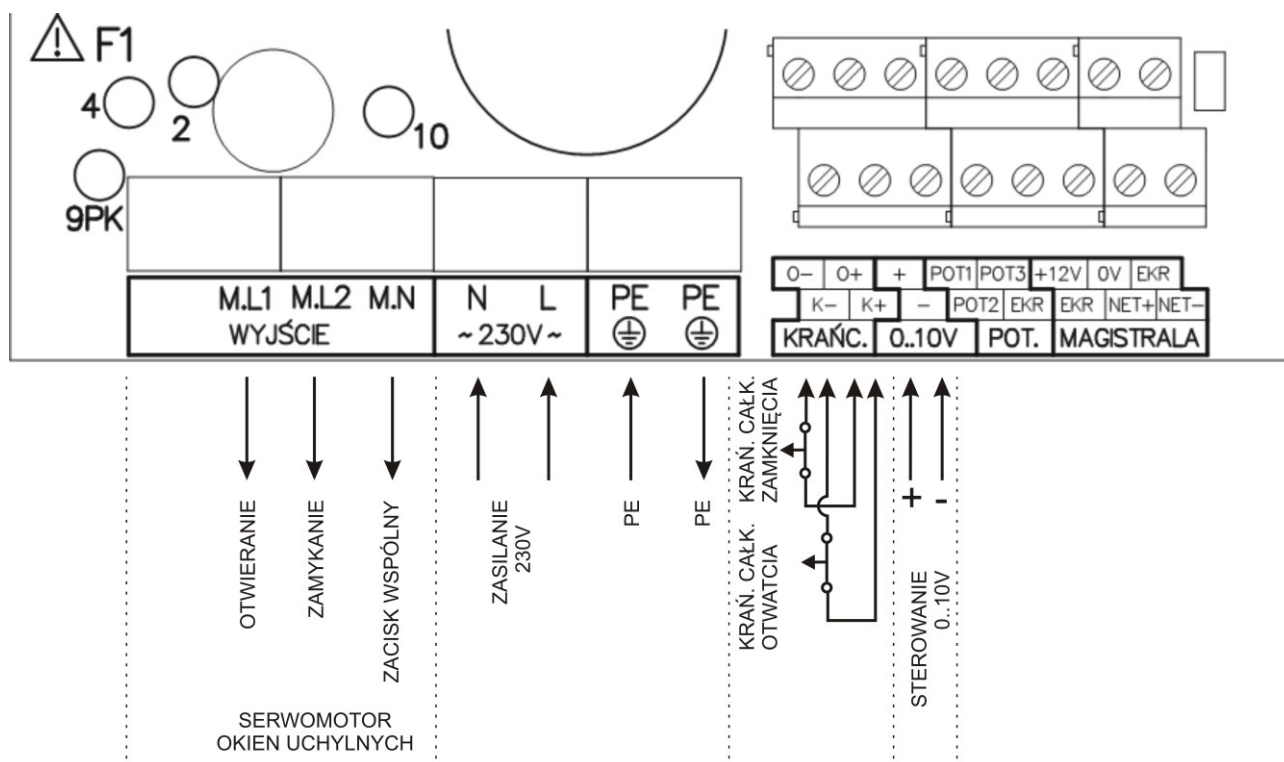 F1
4
2
10
9PK
M.L1 M.L2 M.N
WYJŚCIE
N L
~230V~
PE PE
O- O+ + POT1 POT3 +12V 0V EKR
K- K+ - POT2 EKR EKR NET+ NET-
KRAŃC. 0..10V POT. MAGISTRALA
OTWIERANIE
ZAMYKANIE
ZACISK WSPÓLNY
SERWOMOTOR
OKIEN UCHYLNYCH
ZASILANIE
230V
PE
PE
KRAŃ. CAŁK.
ZAMKNIĘCIA
KRAŃ. CAŁK.
OTWATCIA
+ -
STEROWANIE
0..10V